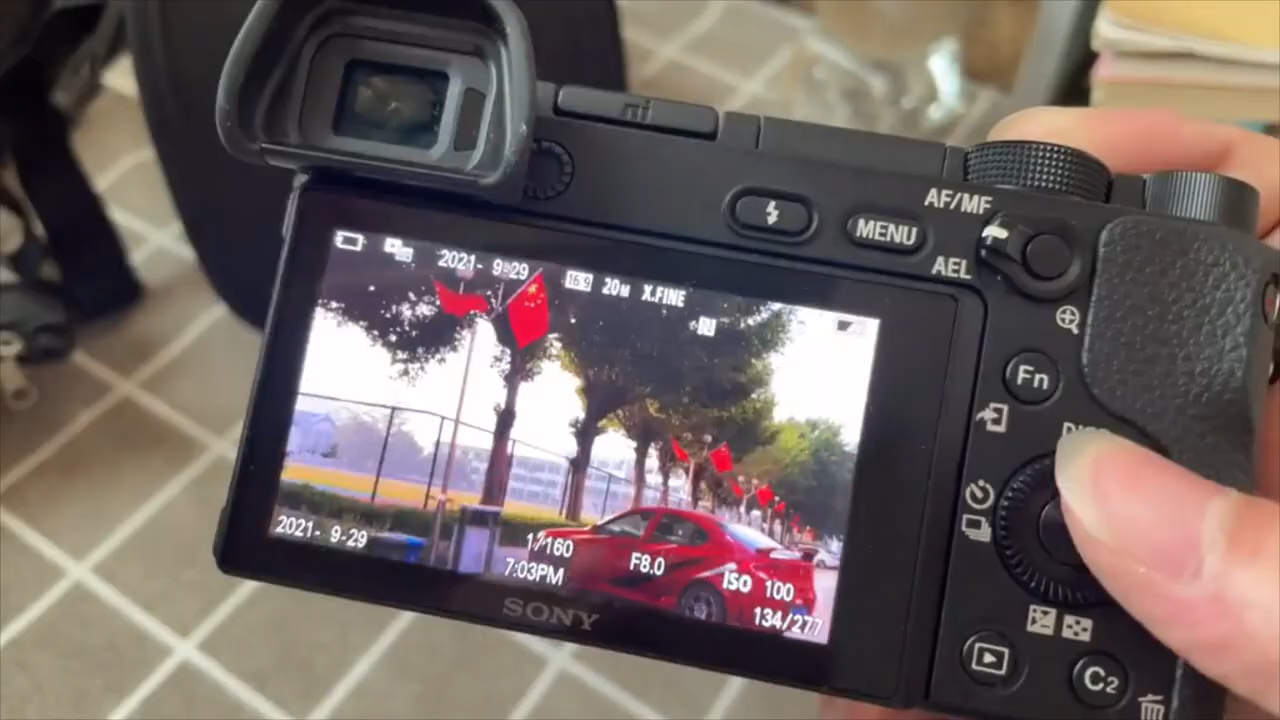 AF/MF
MENU
AEL
2021- 9-29
16:9 20M X.FINE
Fn
2021- 9-29
1/160
7:03PM
F8.0
ISO 100
134/277
SONY
C2